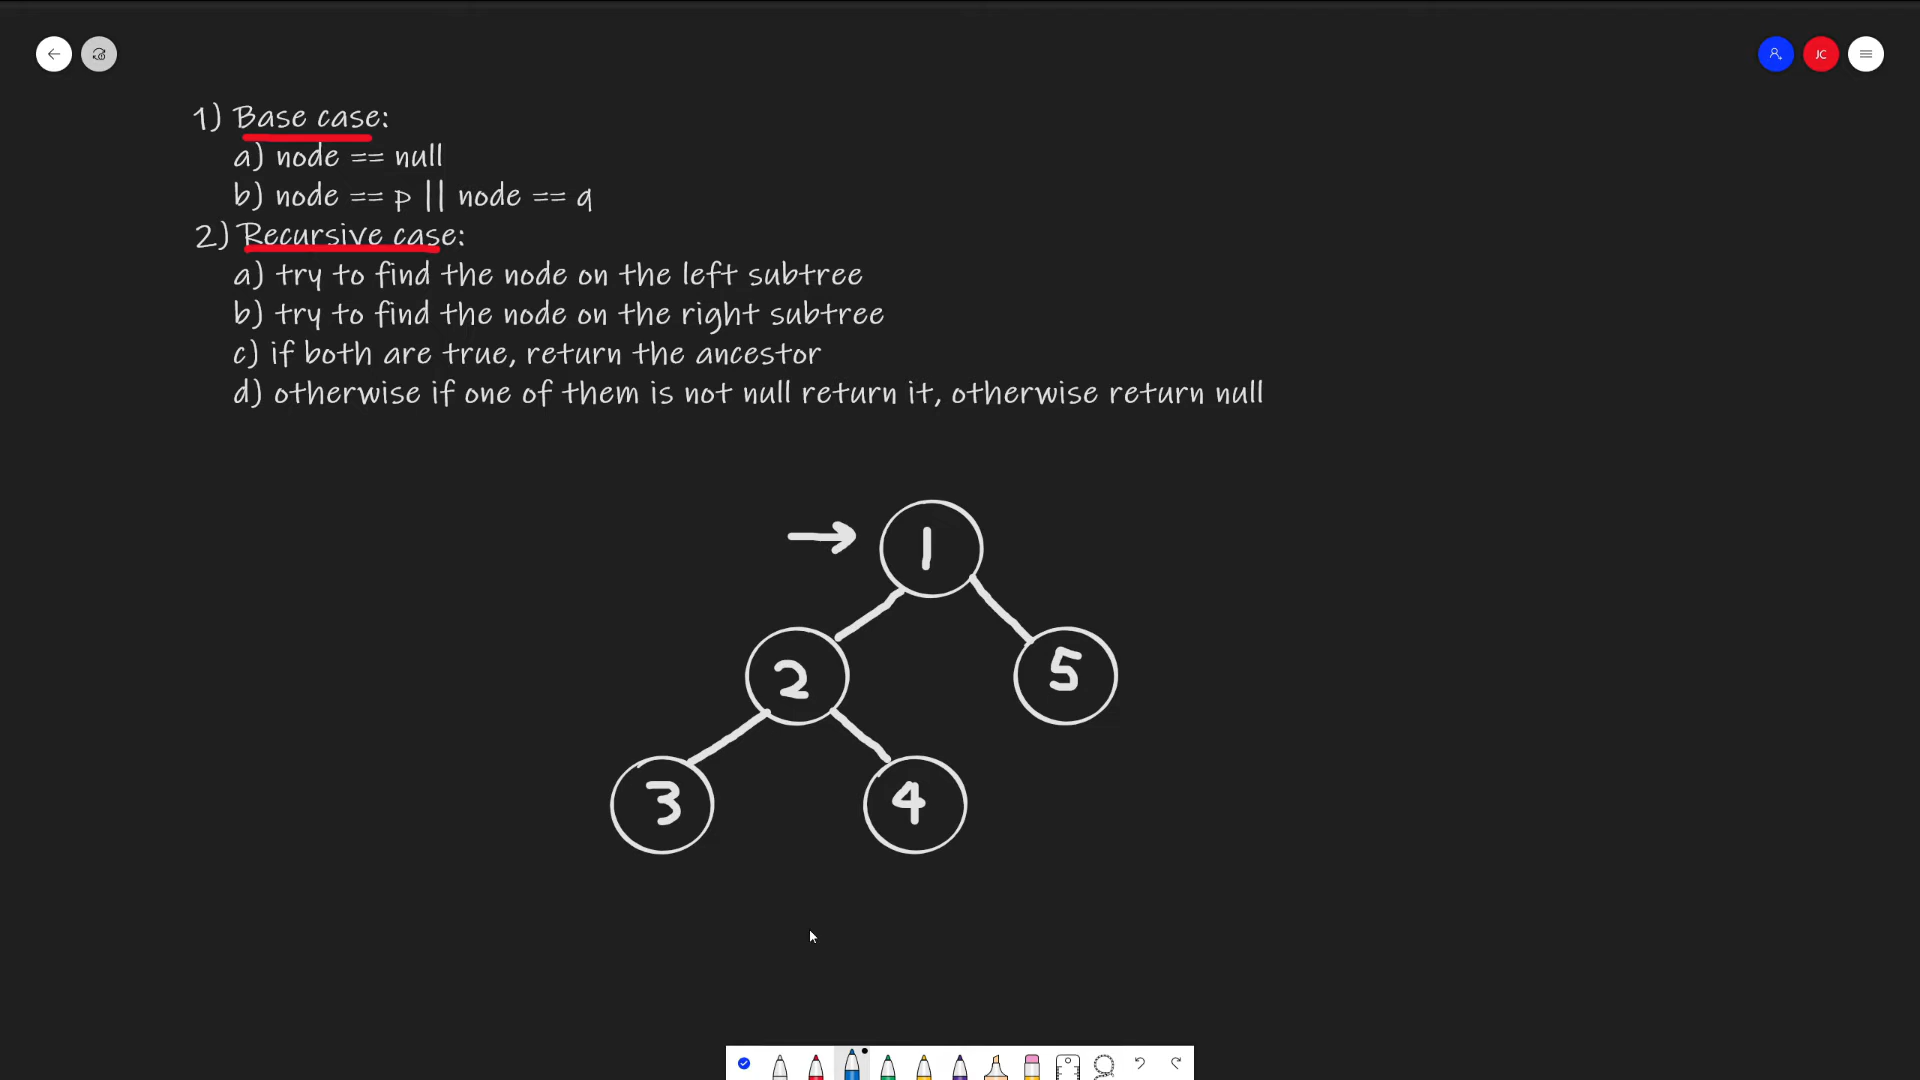 JC
1) Base case:
a) node == null
b) node == p || node == q
2) Recursive case:
a) try to find the node on the left subtree
b) try to find the node on the right subtree
c) if both are true, return the ancestor
d) otherwise if one of them is not null return it, otherwise return null
1
2
5
3
4